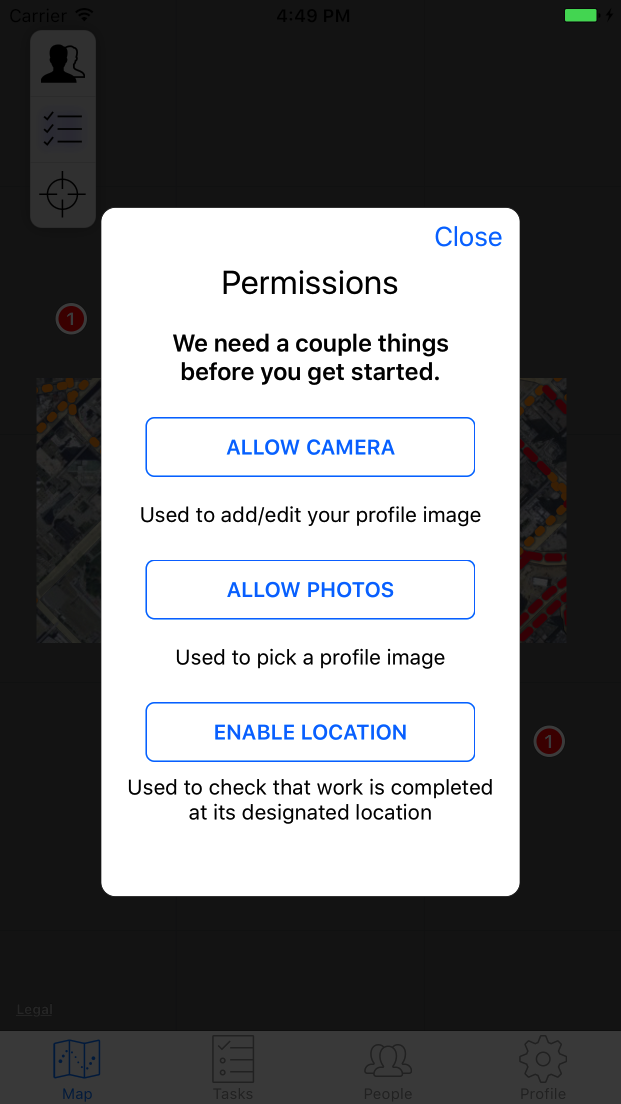 Carrier
4:49 PM
Close
Permissions
We need a couple things
before you get started.
1
ALLOW CAMERA
Used to add/edit your profile image
ALLOW PHOTOS
Used to pick a profile image
ENABLE LOCATION
1
Used to check that work is completed
at its designated location
Legal
Map
Tasks
People
Profile